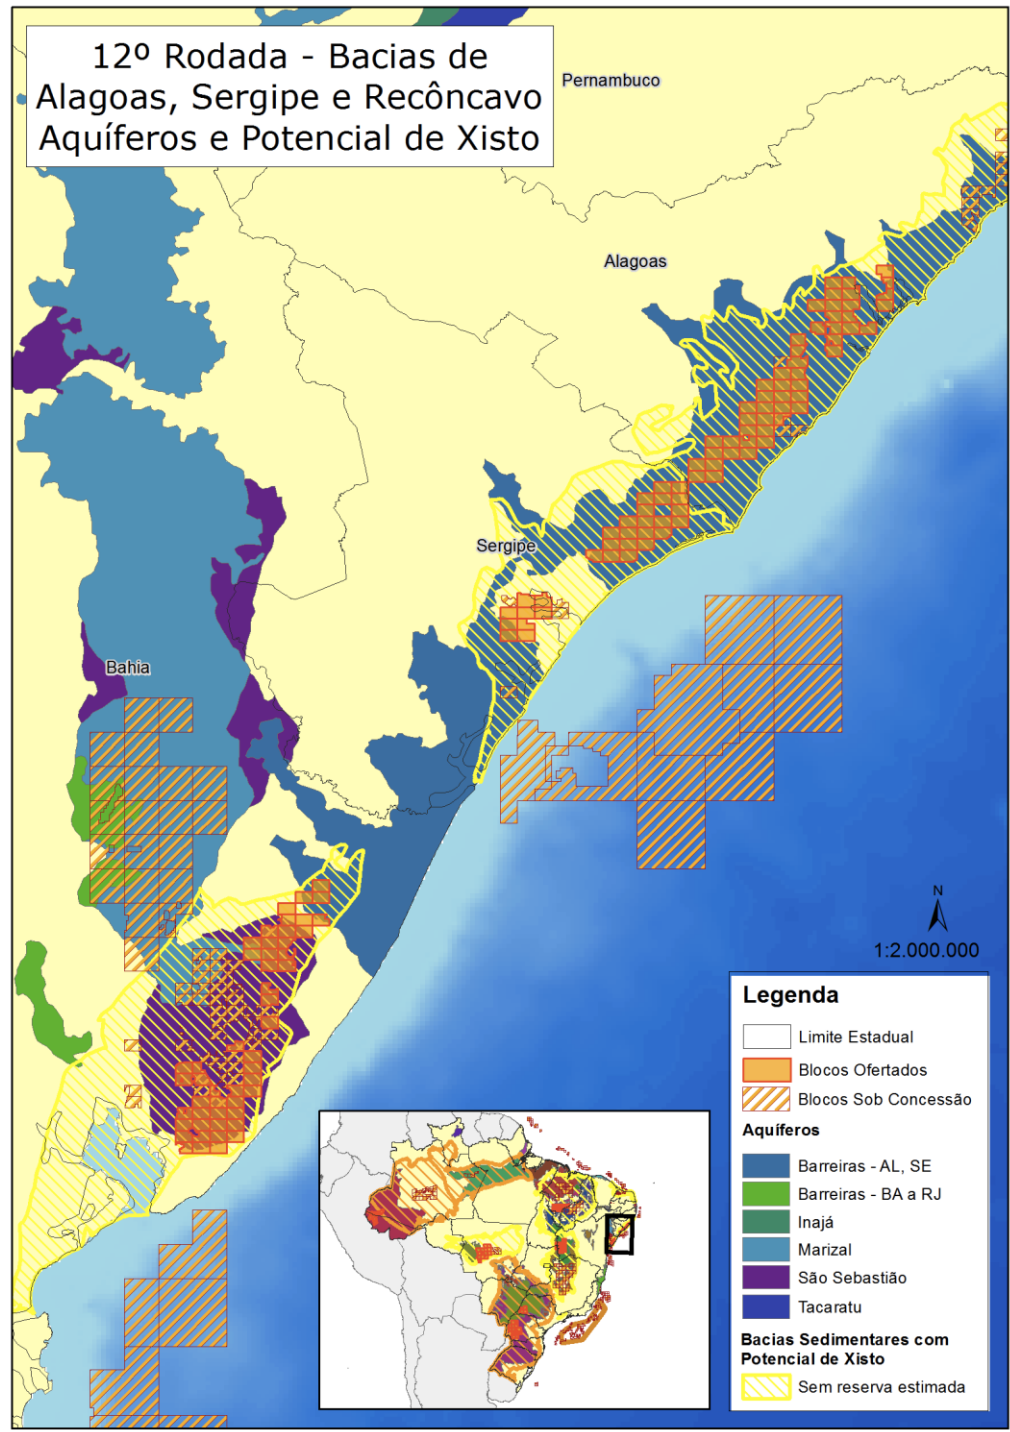 12º Rodada - Bacias de
Alagoas, Sergipe e Recôncavo
Aquíferos e Potencial de Xisto
Pernambuco
Alagoas
Sergipe
Bahia
N
1:2.000.000
Legenda
Limite Estadual
Blocos Ofertados
Blocos Sob Concessão
Aquíferos
Barreiras - AL, SE
Barreiras - BA a RJ
Inajá
Marizal
São Sebastião
Tacaratu
Bacias Sedimentares com
Potencial de Xisto
Sem reserva estimada